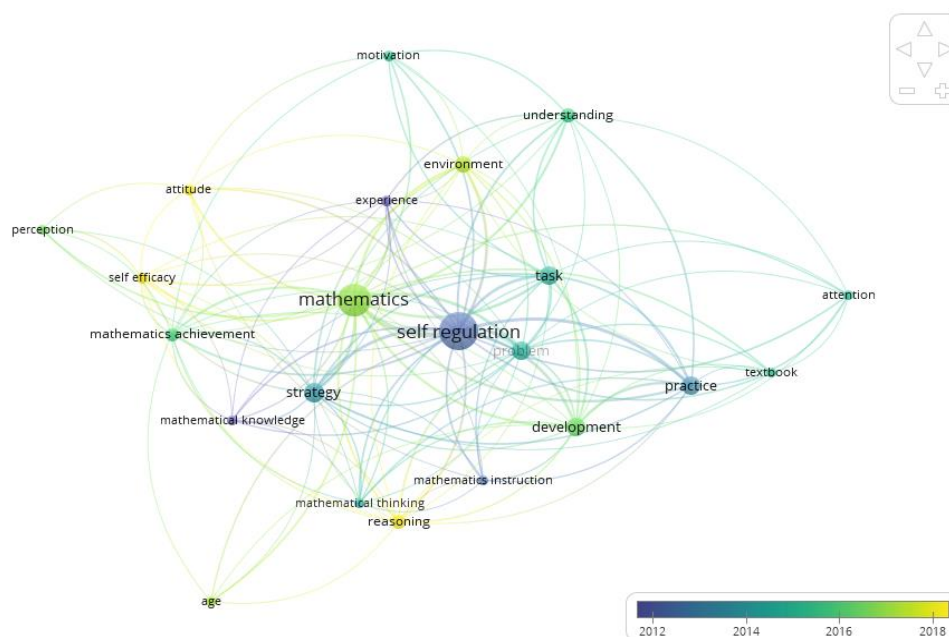 motivation
understanding
environment
attitude
experience
perception
self efficacy
task
attention
mathematics
mathematics achievement
self regulation
problem
textbook
strategy
practice
mathematical knowledge
development
mathematics instruction
mathematical thinking
reasoning
age
2012 2014 2016 2018